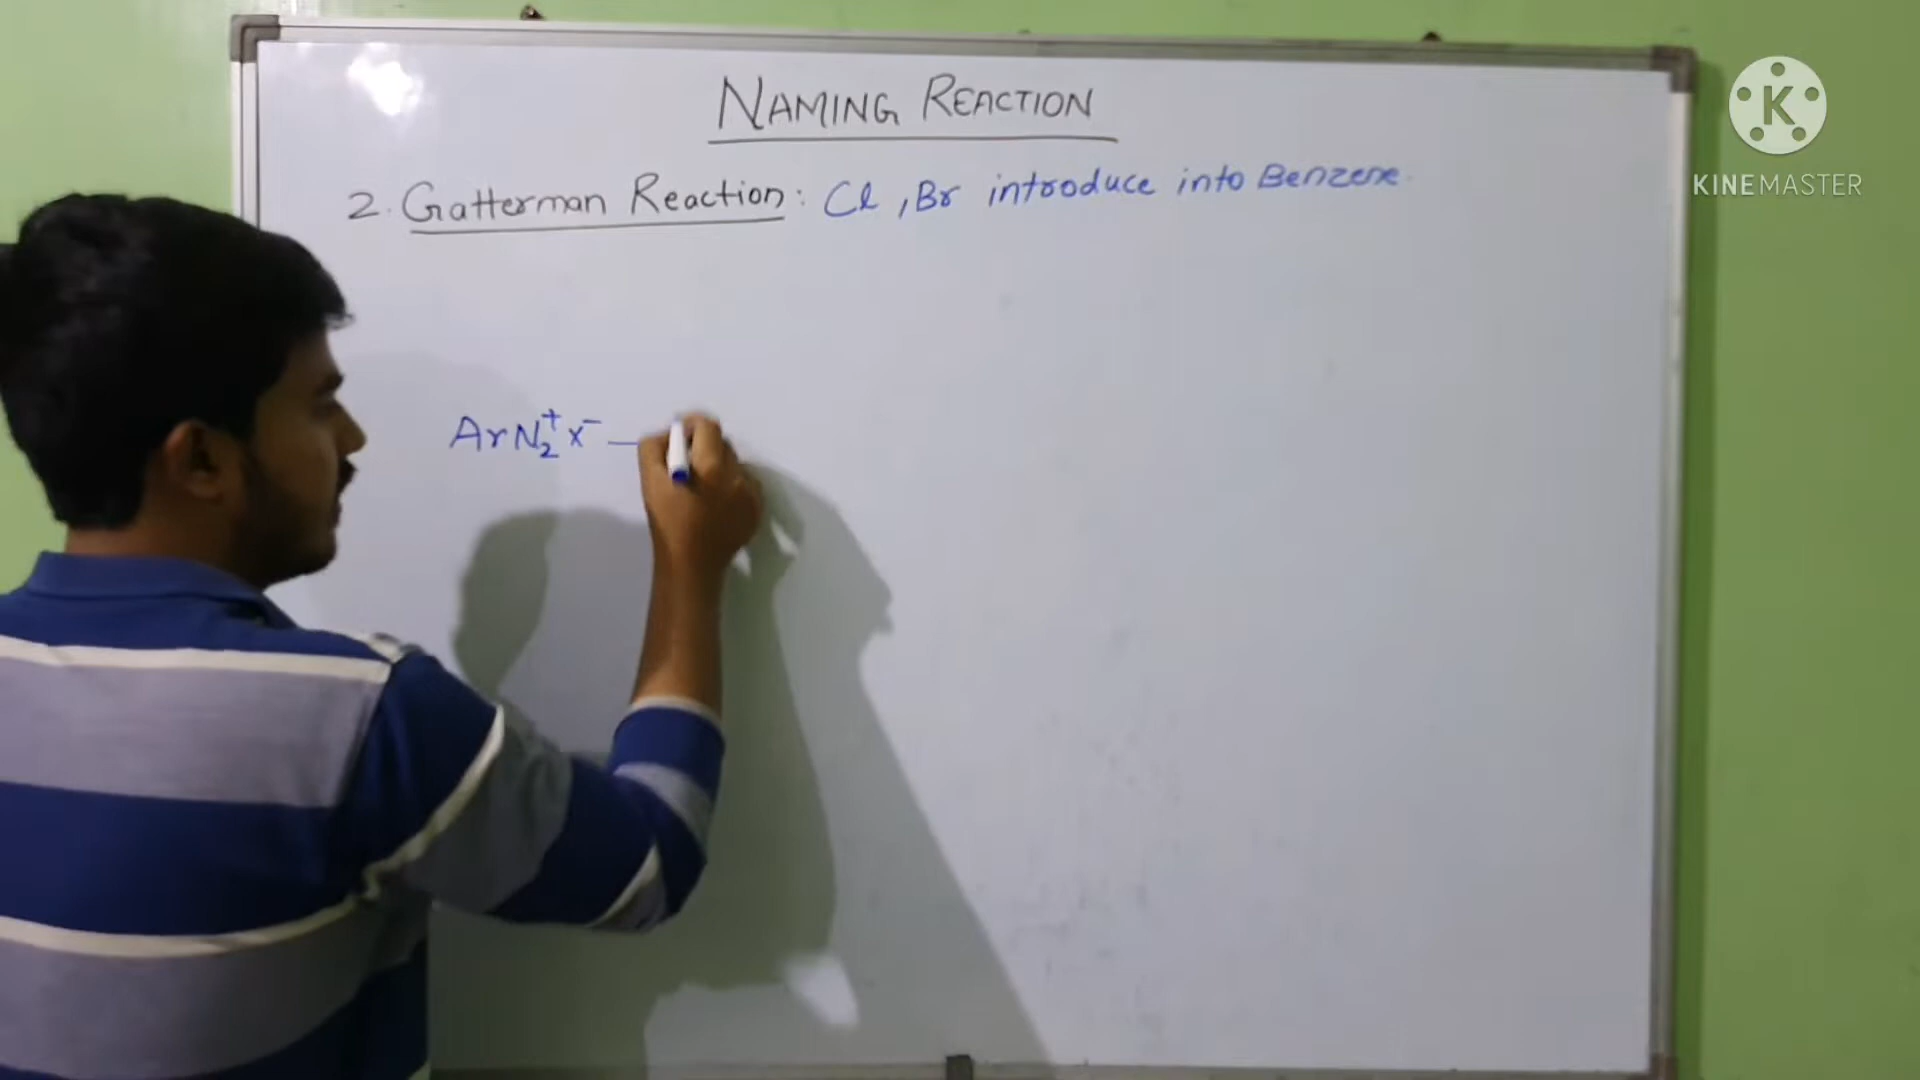 NAMING REACTION
K
KINEMASTER
2. Gatterman Reaction: Cl, Br introduce into Benzene.
ArN₂⁺X⁻ —